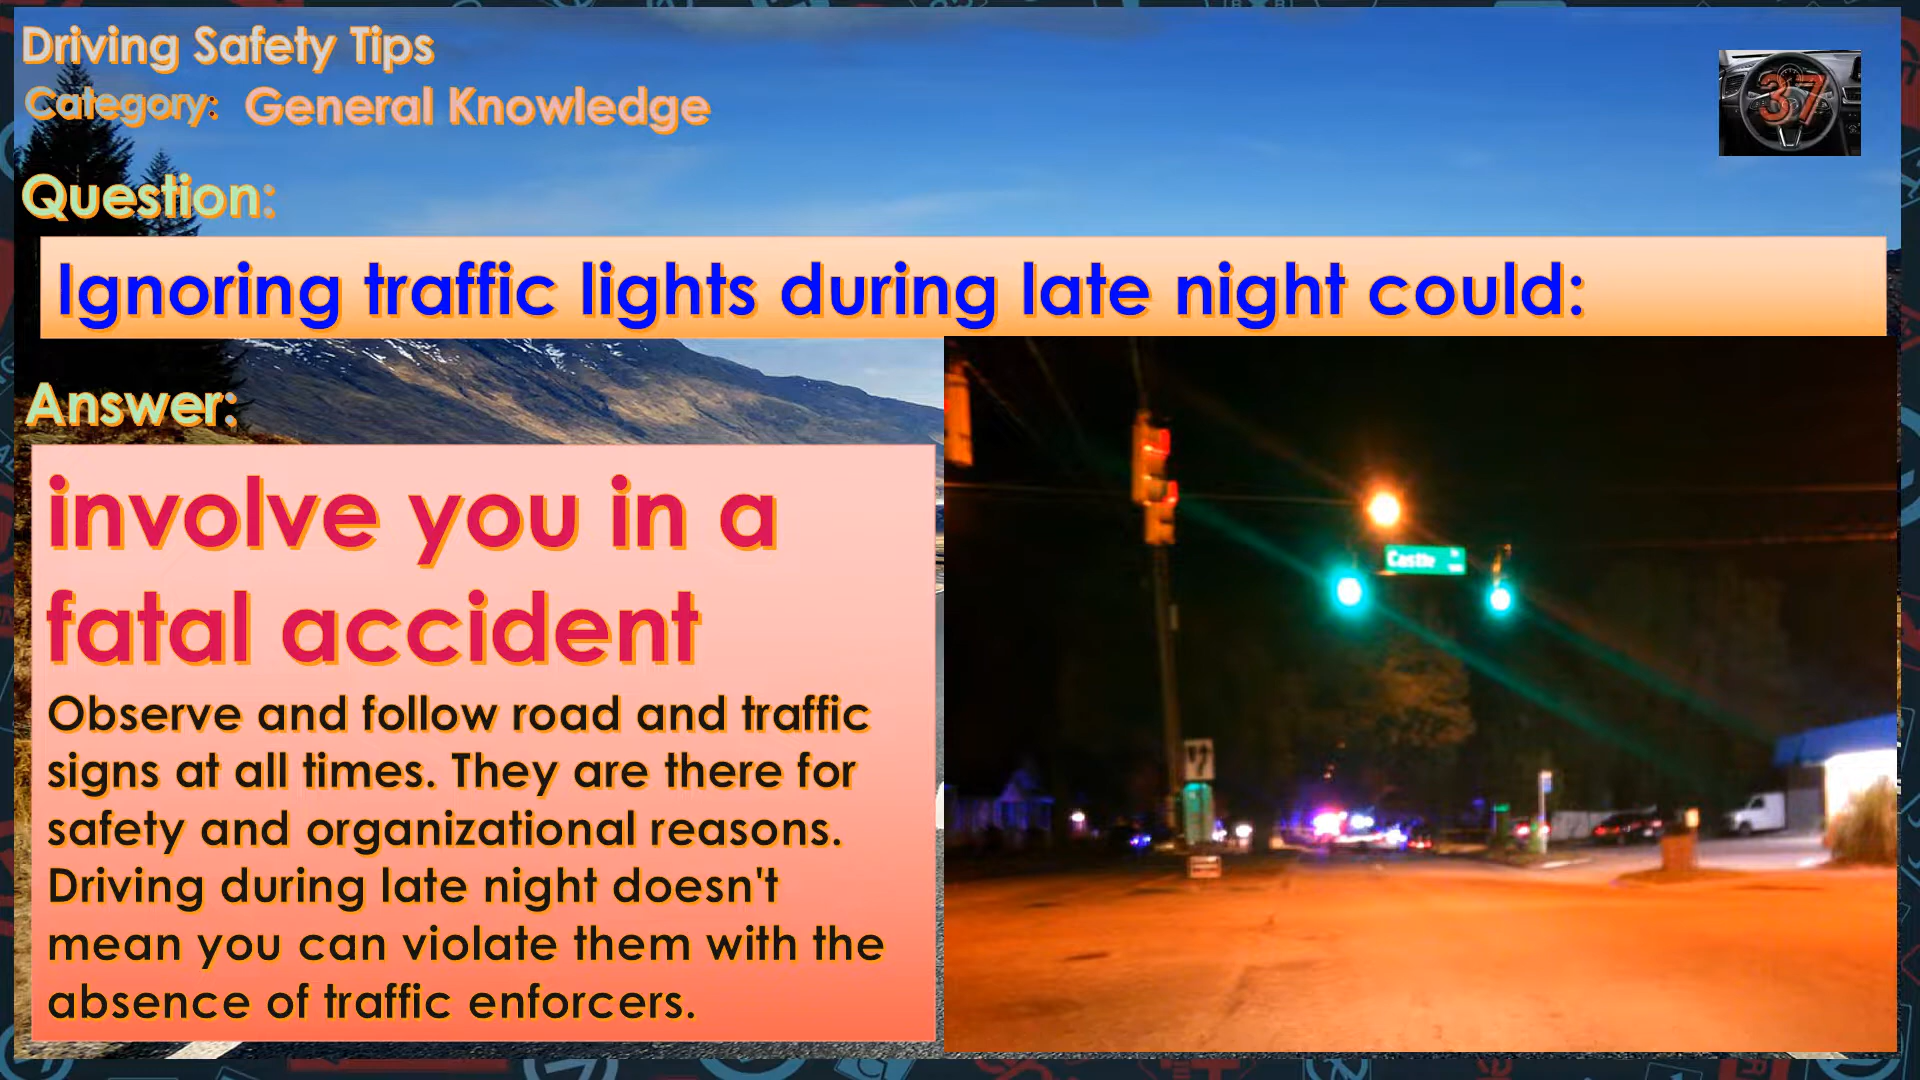 Driving Safety Tips
Category: General Knowledge
37
Question:
Ignoring traffic lights during late night could:
Answer:
involve you in a
fatal accident
Observe and follow road and traffic
signs at all times. They are there for
safety and organizational reasons.
Driving during late night doesn't
mean you can violate them with the
absence of traffic enforcers.
Castle